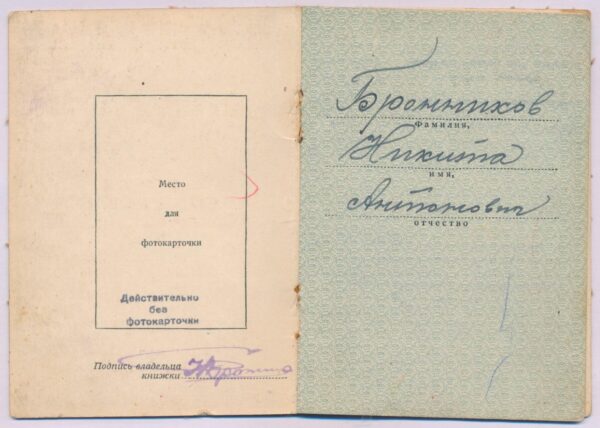 Место
для
фотокарточки
Действительно
без
фотокарточки
Подпись владельца
книжки
Бронников
Фамилия,
Никита
имя,
Антонович
отчество